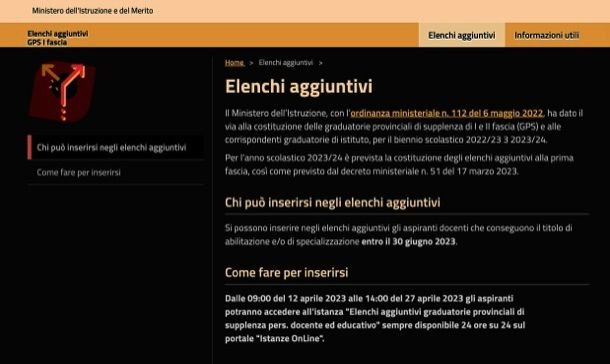 Ministero dell'Istruzione e del Merito
Elenchi aggiuntivi
GPS I fascia
Elenchi aggiuntivi
Informazioni utili
Home > Elenchi aggiuntivi >
Elenchi aggiuntivi
Chi può inserirsi negli elenchi aggiuntivi
Come fare per inserirsi
Il Ministero dell'Istruzione, con l'ordinanza ministeriale n. 112 del 6 maggio 2022, ha dato il
via alla costituzione delle graduatorie provinciali di supplenza di I e II fascia (GPS) e alle
corrispondenti graduatorie di istituto, per il biennio scolastico 2022/23 3 2023/24.
Per l'anno scolastico 2023/24 è prevista la costituzione degli elenchi aggiuntivi alla prima
fascia, così come previsto dal decreto ministeriale n. 51 del 17 marzo 2023.
Chi può inserirsi negli elenchi aggiuntivi
Si possono inserire negli elenchi aggiuntivi gli aspiranti docenti che conseguono il titolo di
abilitazione e/o di specializzazione entro il 30 giugno 2023.
Come fare per inserirsi
Dalle 09:00 del 12 aprile 2023 alle 14:00 del 27 aprile 2023 gli aspiranti
potranno accedere all'istanza "Elenchi aggiuntivi graduatorie provinciali di
supplenza pers. docente ed educativo" sempre disponibile 24 ore su 24 sul
portale "Istanze OnLine".